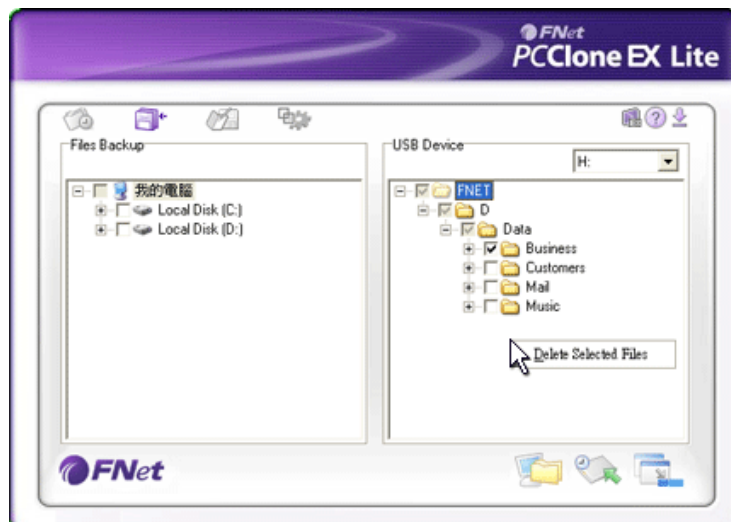 FNet
PCClone EX Lite
Files Backup
USB Device
H:
我的電腦
Local Disk (C:)
Local Disk (D:)
FNET
D
Data
Business
Customers
Mail
Music
Delete Selected Files
FNet